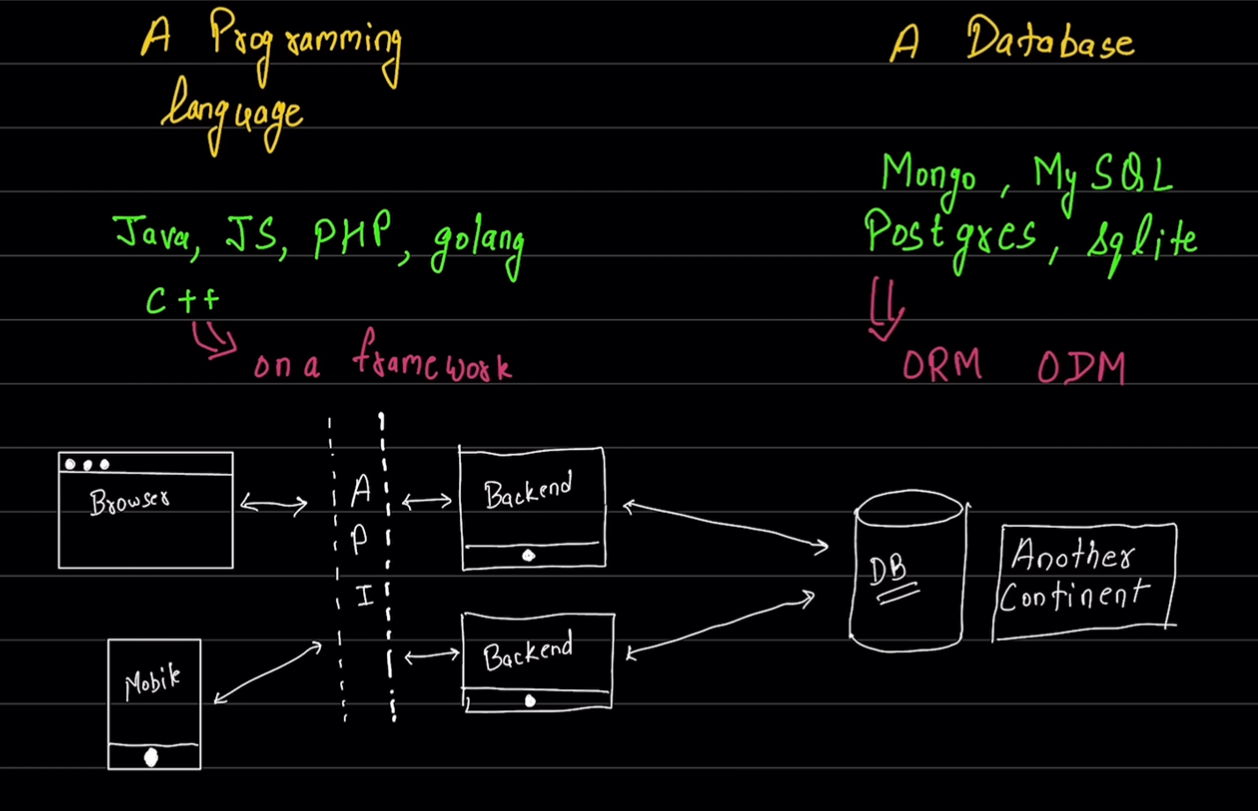 A Programming
language
A Database
Java, JS, PHP, golang
C++
on a framework
Mongo, MySQL
Postgres, sqlite
ORM ODM
Browser
API
Backend
Backend
Mobile
DB
Another
Continent